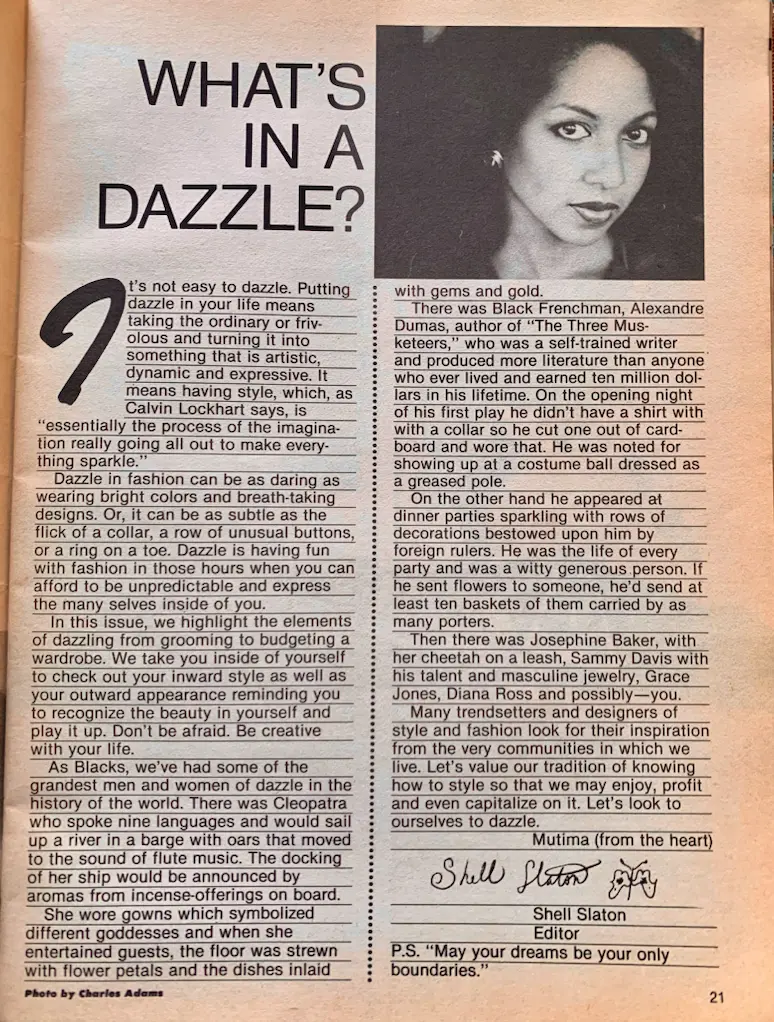 WHAT'S
IN A
DAZZLE?
It's not easy to dazzle. Putting
dazzle in your life means
taking the ordinary or friv-
olous and turning it into
something that is artistic,
dynamic and expressive. It
means having style, which, as
Calvin Lockhart says, is
"essentially the process of the imagina-
tion really going all out to make every-
thing sparkle."
Dazzle in fashion can be as daring as
wearing bright colors and breath-taking
designs. Or, it can be as subtle as the
flick of a collar, a row of unusual buttons,
or a ring on a toe. Dazzle is having fun
with fashion in those hours when you can
afford to be unpredictable and express
the many selves inside of you.
In this issue, we highlight the elements
of dazzling from grooming to budgeting a
wardrobe. We take you inside of yourself
to check out your inward style as well as
your outward appearance reminding you
to recognize the beauty in yourself and
play it up. Don't be afraid. Be creative
with your life.
As Blacks, we've had some of the
grandest men and women of dazzle in the
history of the world. There was Cleopatra
who spoke nine languages and would sail
up a river in a barge with oars that moved
to the sound of flute music. The docking
of her ship would be announced by
aromas from incense-offerings on board.
She wore gowns which symbolized
different goddesses and when she
entertained guests, the floor was strewn
with flower petals and the dishes inlaid
with gems and gold.
There was Black Frenchman, Alexandre
Dumas, author of "The Three Mus-
keteers," who was a self-trained writer
and produced more literature than anyone
who ever lived and earned ten million dol-
lars in his lifetime. On the opening night
of his first play he didn't have a shirt with
with a collar so he cut one out of card-
board and wore that. He was noted for
showing up at a costume ball dressed as
a greased pole.
On the other hand he appeared at
dinner parties sparkling with rows of
decorations bestowed upon him by
foreign rulers. He was the life of every
party and was a witty generous person. If
he sent flowers to someone, he'd send at
least ten baskets of them carried by as
many porters.
Then there was Josephine Baker, with
her cheetah on a leash, Sammy Davis with
his talent and masculine jewelry, Grace
Jones, Diana Ross and possibly—you.
Many trendsetters and designers of
style and fashion look for their inspiration
from the very communities in which we
live. Let's value our tradition of knowing
how to style so that we may enjoy, profit
and even capitalize on it. Let's look to
ourselves to dazzle.
Mutima (from the heart)
Shell Slaton
Shell Slaton
Editor
P.S. "May your dreams be your only
boundaries."
Photo by Charles Adams
21